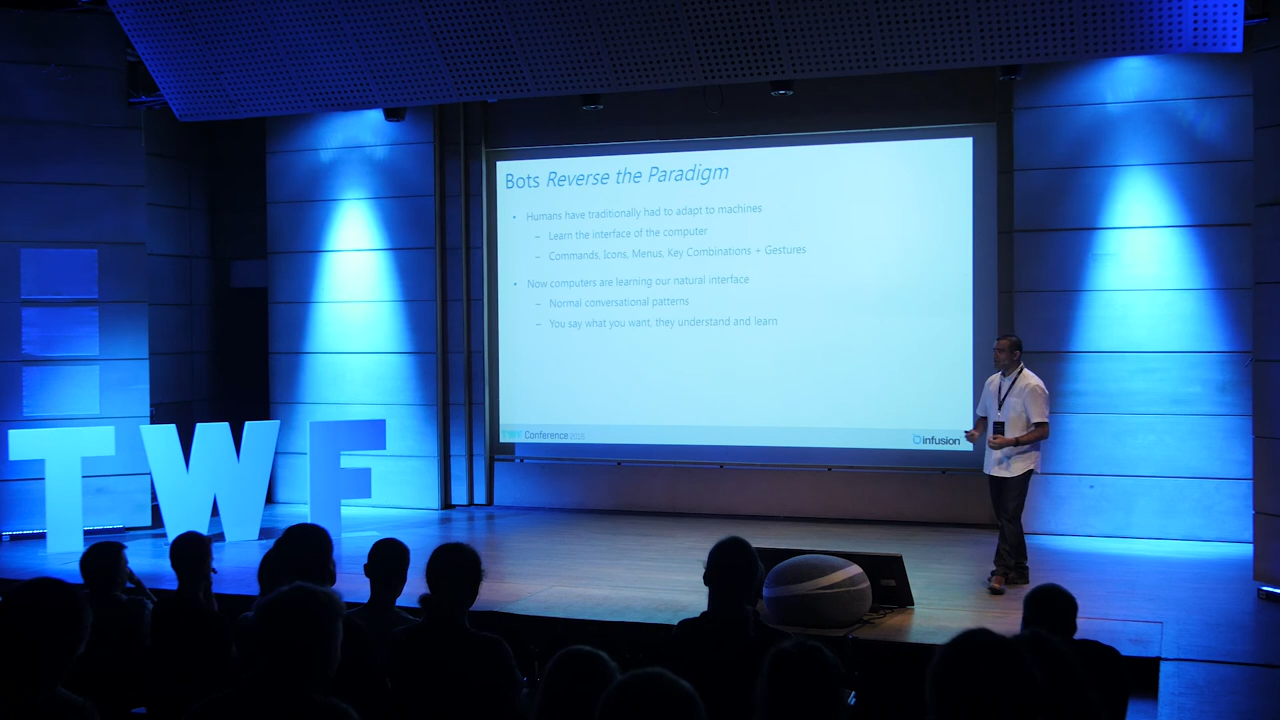 Bots Reverse the Paradigm
• Humans have traditionally had to adapt to machines
– Learn the interface of the computer
– Commands, Icons, Menus, Key Combinations + Gestures
• Now computers are learning our natural interface
– Normal conversational patterns
– You say what you want, they understand and learn
TWF Conference
infusion
TWF